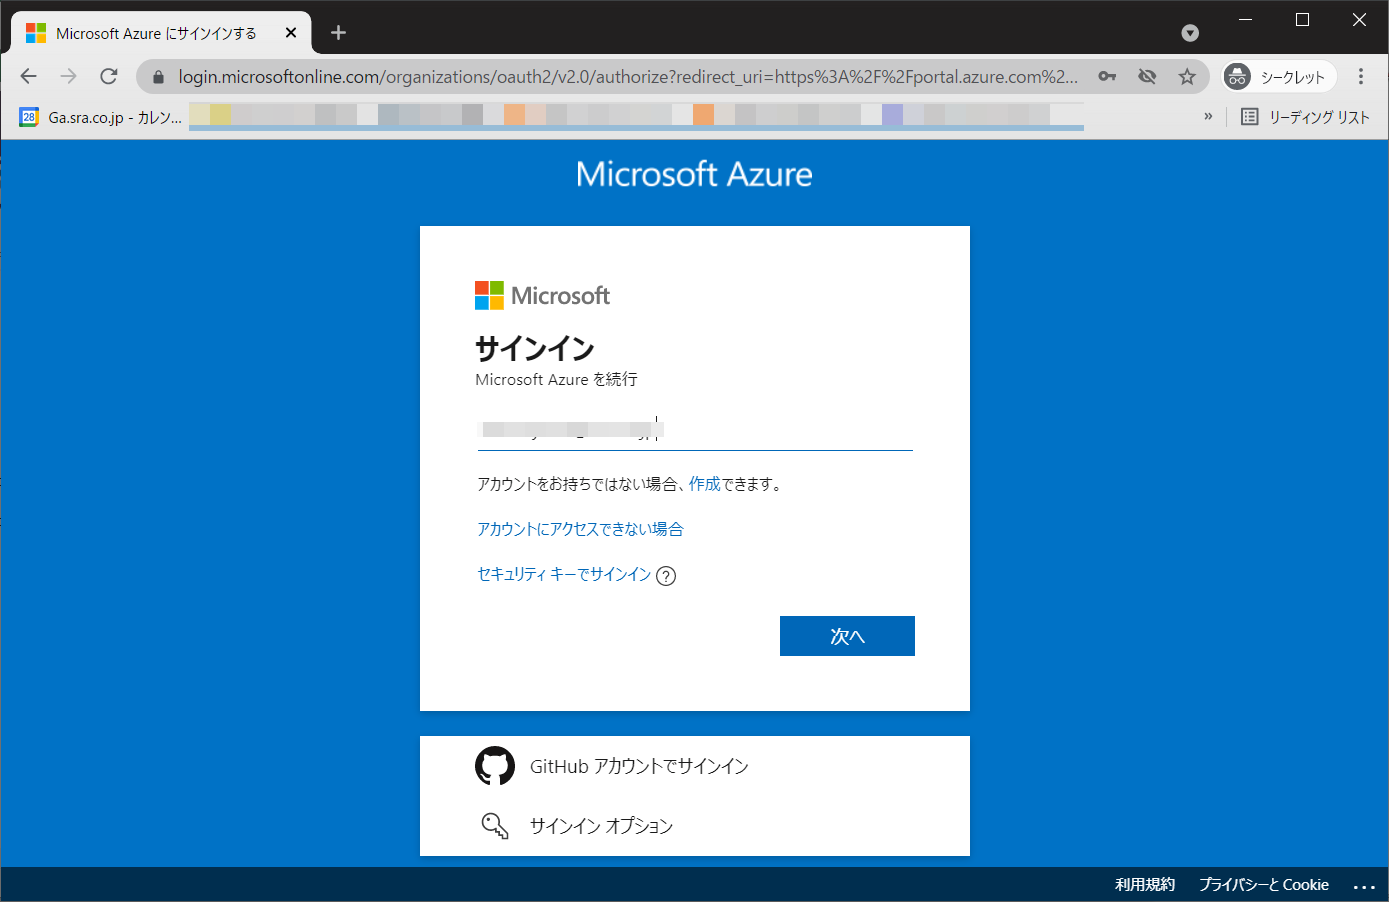 Microsoft Azure にサインインする
login.microsoftonline.com/organizations/oauth2/v2.0/authorize?redirect_uri=https%3A%2F%2Fportal.azure.com%2...
シークレット
28
Ga.sra.co.jp - カレン...
»
リーディング リスト
Microsoft Azure
Microsoft
サインイン
Microsoft Azure を続行
アカウントをお持ちではない場合、作成できます。
アカウントにアクセスできない場合
セキュリティ キーでサインイン ?
次へ
GitHub アカウントでサインイン
サインイン オプション
利用規約 プライバシーと Cookie ...